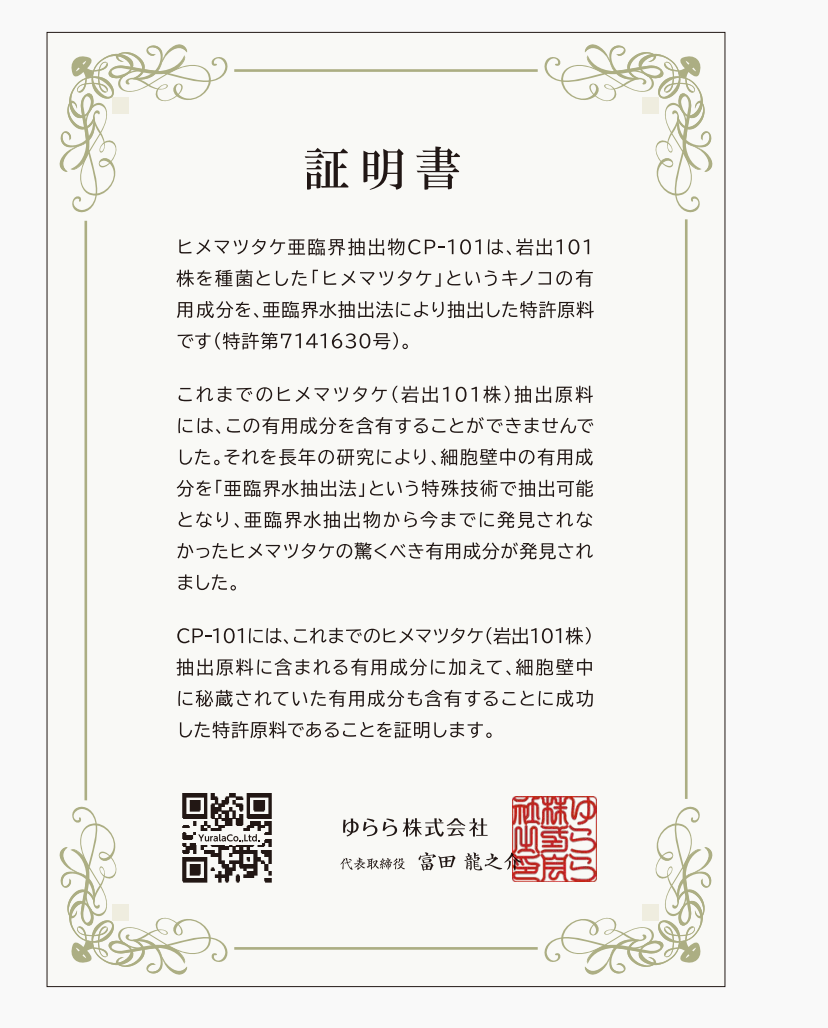 証明書
ヒメマツタケ亜臨界抽出物CP-101は、岩出101
株を種菌とした「ヒメマツタケ」というキノコの有
用成分を、亜臨界水抽出法により抽出した特許原料
です(特許第7141630号)。
これまでのヒメマツタケ(岩出101株)抽出原料
には、この有用成分を含有することができませんで
した。それを長年の研究により、細胞壁中の有用成
分を「亜臨界水抽出法」という特殊技術で抽出可能
となり、亜臨界水抽出物から今までに発見されな
かったヒメマツタケの驚くべき有用成分が発見され
ました。
CP-101には、これまでのヒメマツタケ(岩出101株)
抽出原料に含まれる有用成分に加えて、細胞壁中
に秘蔵されていた有用成分も含有することに成功
した特許原料であることを証明します。
YuralaCo.,Ltd.
ゆらら株式会社
代表取締役 富田 龍之介
ゆらら
株式会
社